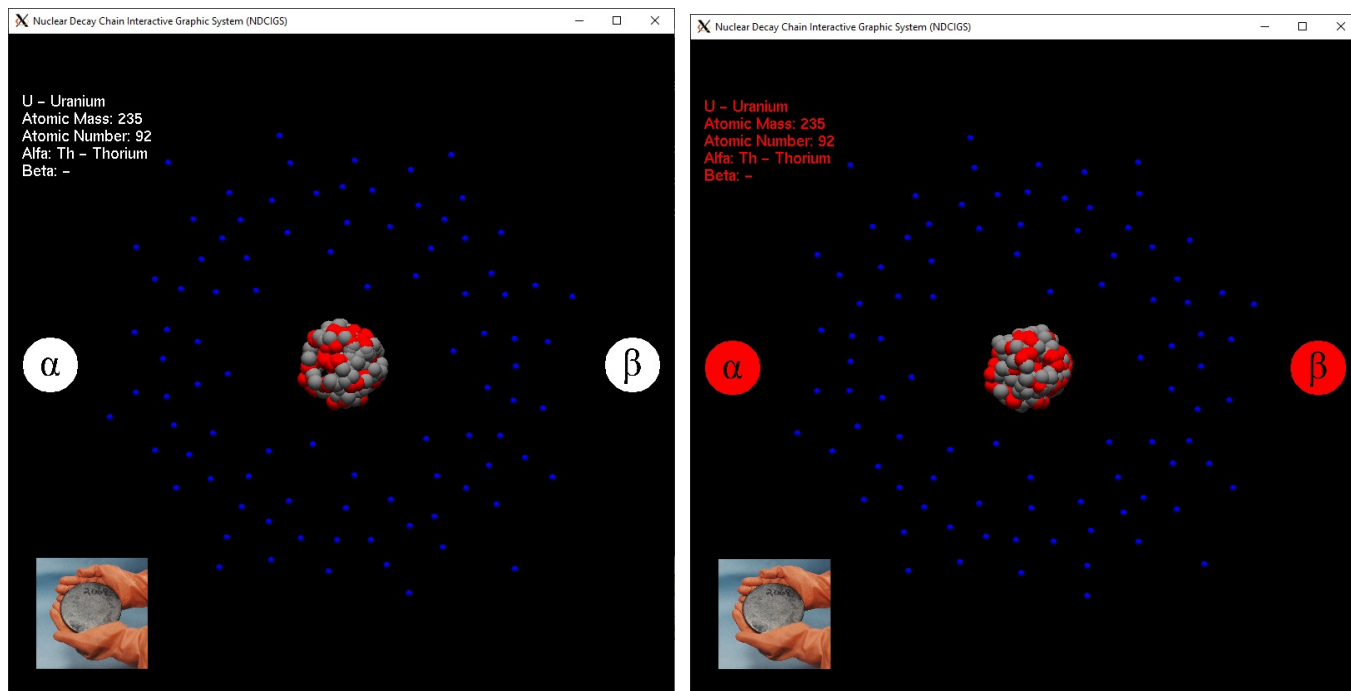 Nuclear Decay Chain Interactive Graphic System (NDCIGS)
U – Uranium
Atomic Mass: 235
Atomic Number: 92
Alfa: Th – Thorium
Beta: –
α
β
Nuclear Decay Chain Interactive Graphic System (NDCIGS)
U – Uranium
Atomic Mass: 235
Atomic Number: 92
Alfa: Th – Thorium
Beta: –
α
β